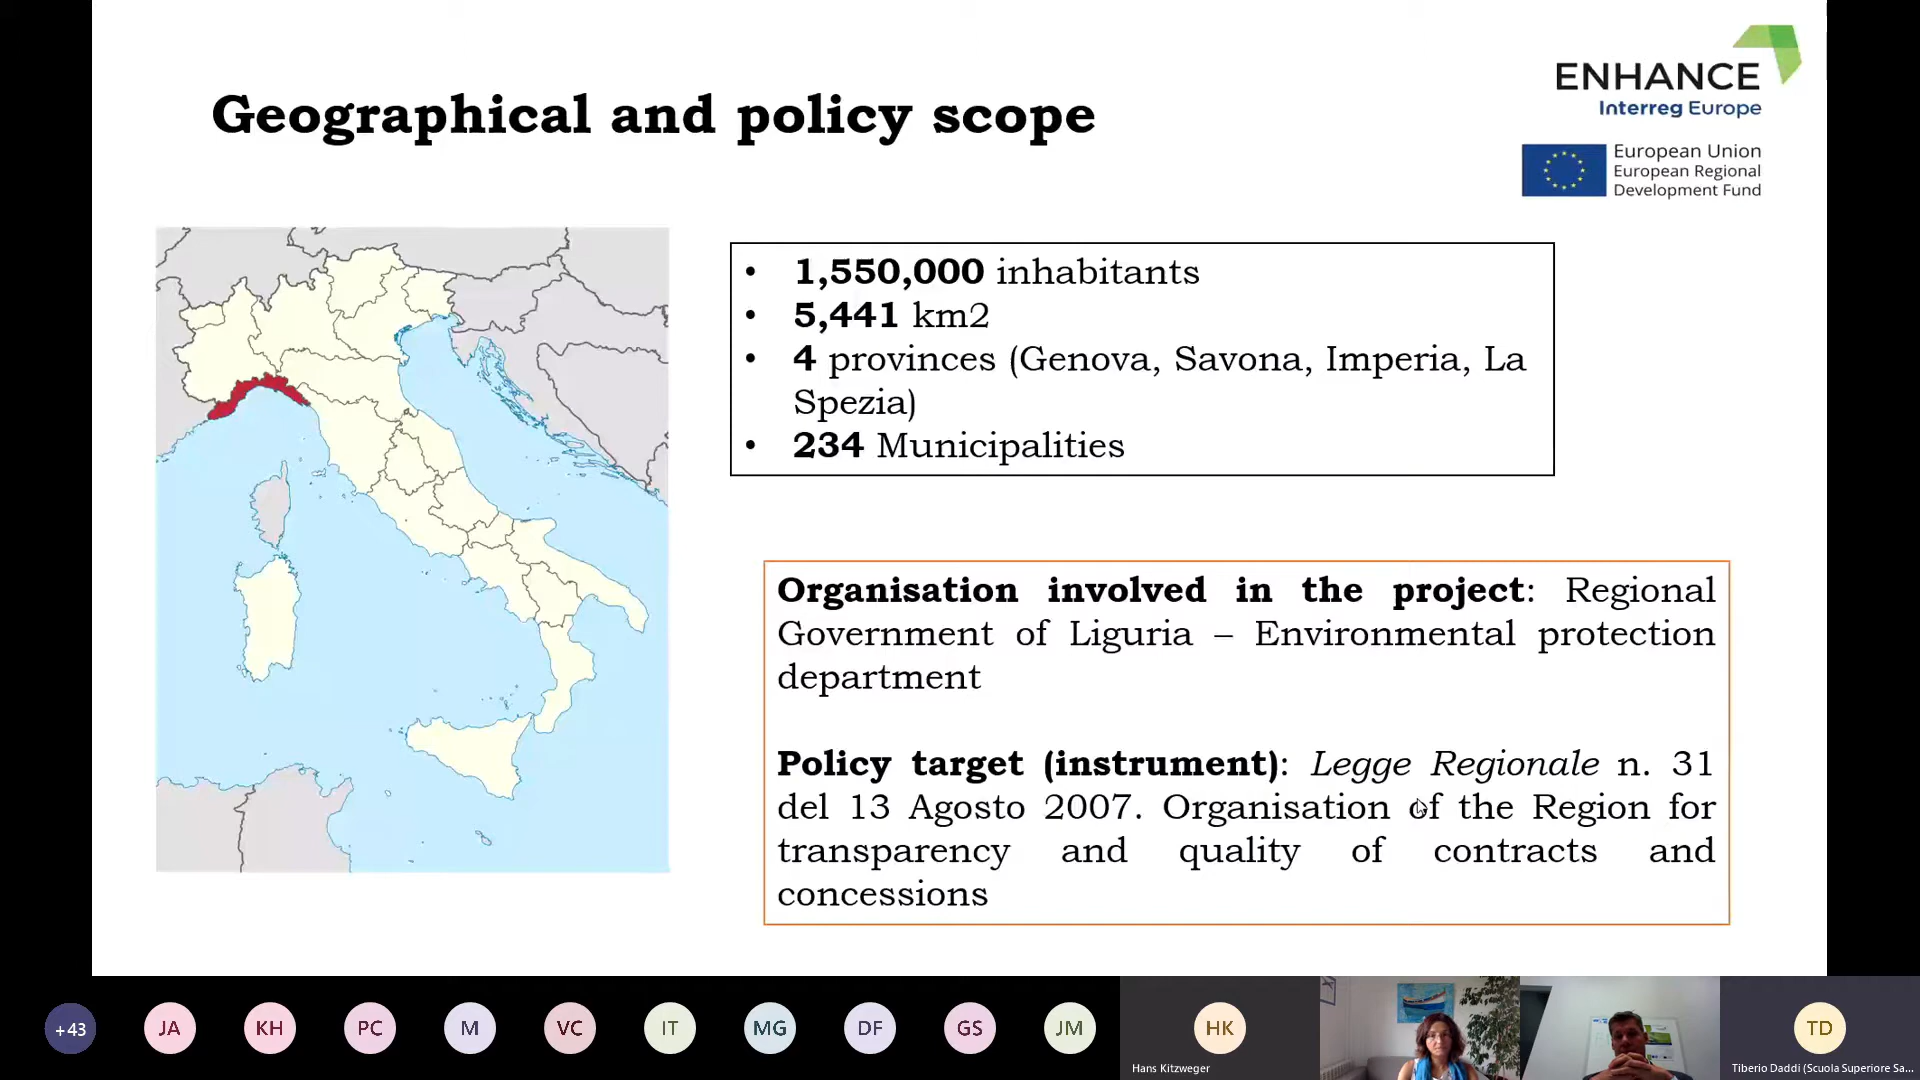 Geographical and policy scope
ENHANCE
Interreg Europe
European Union
European Regional
Development Fund
• 1,550,000 inhabitants
• 5,441 km2
• 4 provinces (Genova, Savona, Imperia, La
Spezia)
• 234 Municipalities
Organisation involved in the project: Regional
Government of Liguria – Environmental protection
department
Policy target (instrument): Legge Regionale n. 31
del 13 Agosto 2007. Organisation of the Region for
transparency and quality of contracts and
concessions
+43
JA
KH
PC
M
VC
IT
MG
DF
GS
JM
HK
Hans Kitzweger
TD
Tiberio Daddi (Scuola Superiore Sa...